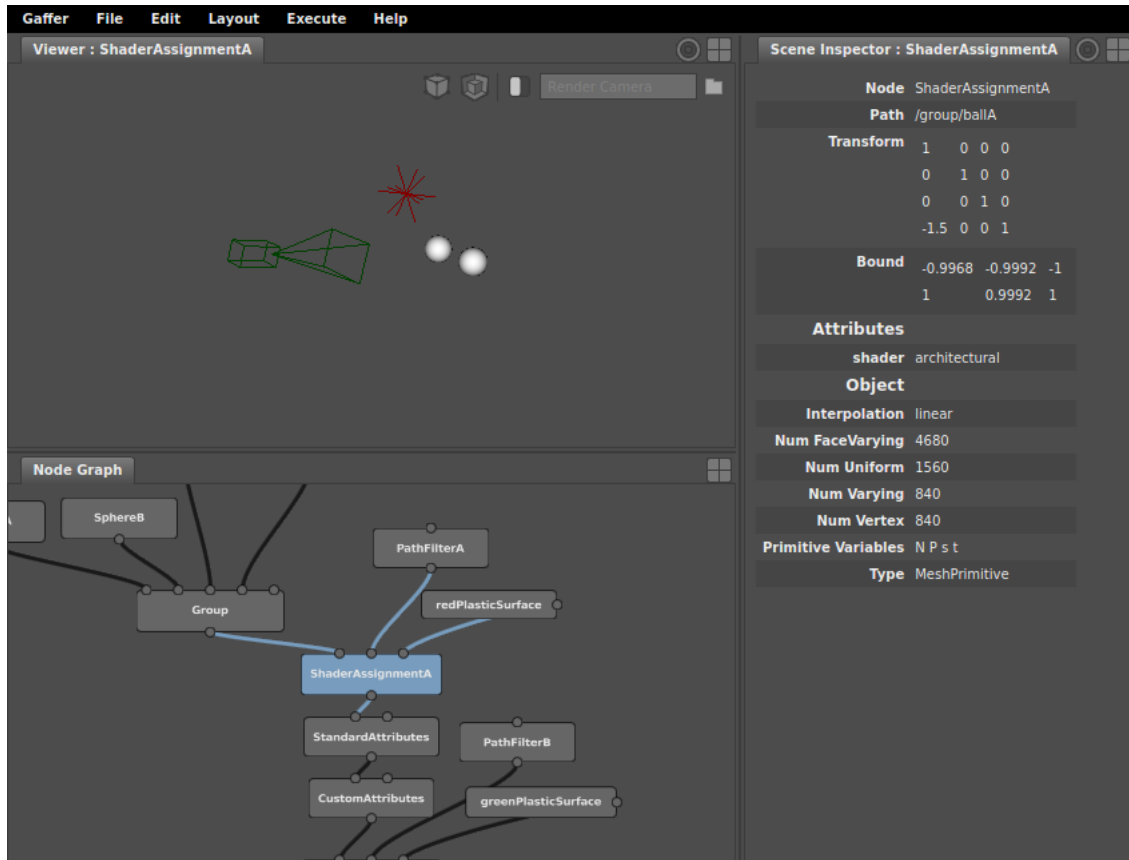 Gaffer File Edit Layout Execute Help
Viewer : ShaderAssignmentA
Render Camera
Scene Inspector : ShaderAssignmentA
Node ShaderAssignmentA
Path /group/ballA
Transform 1 0 0 0
0 1 0 0
0 0 1 0
-1.5 0 0 1
Bound -0.9968 -0.9992 -1
1 0.9992 1
Attributes
shader architectural
Object
Interpolation linear
Num FaceVarying 4680
Num Uniform 1560
Num Varying 840
Num Vertex 840
Primitive Variables N P s t
Type MeshPrimitive
Node Graph
SphereB
PathFilterA
redPlasticSurface
Group
ShaderAssignmentA
StandardAttributes
PathFilterB
CustomAttributes
greenPlasticSurface